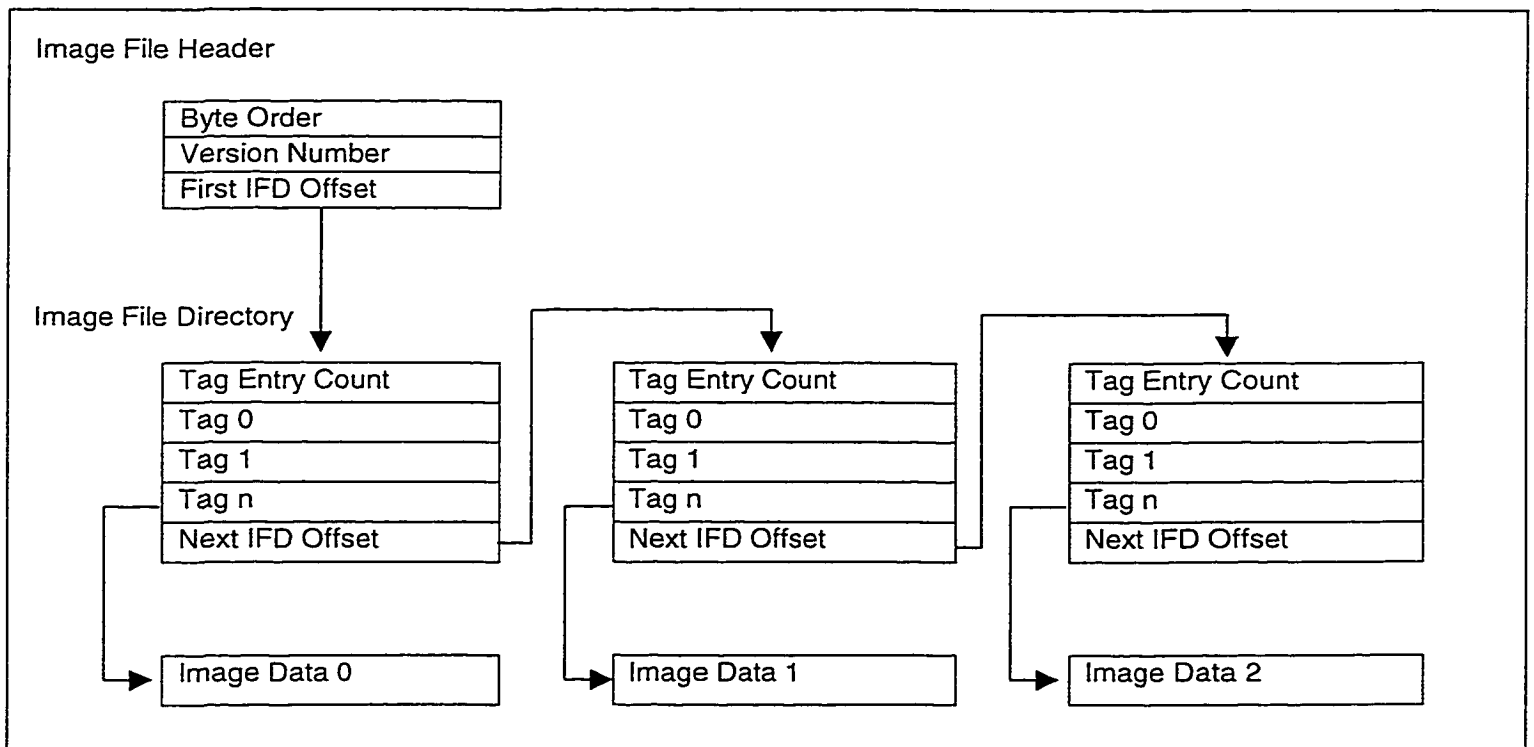 Image File Header
Byte Order
Version Number
First IFD Offset
Image File Directory
Tag Entry Count
Tag 0
Tag 1
Tag n
Next IFD Offset
Image Data 0
Tag Entry Count
Tag 0
Tag 1
Tag n
Next IFD Offset
Image Data 1
Tag Entry Count
Tag 0
Tag 1
Tag n
Next IFD Offset
Image Data 2